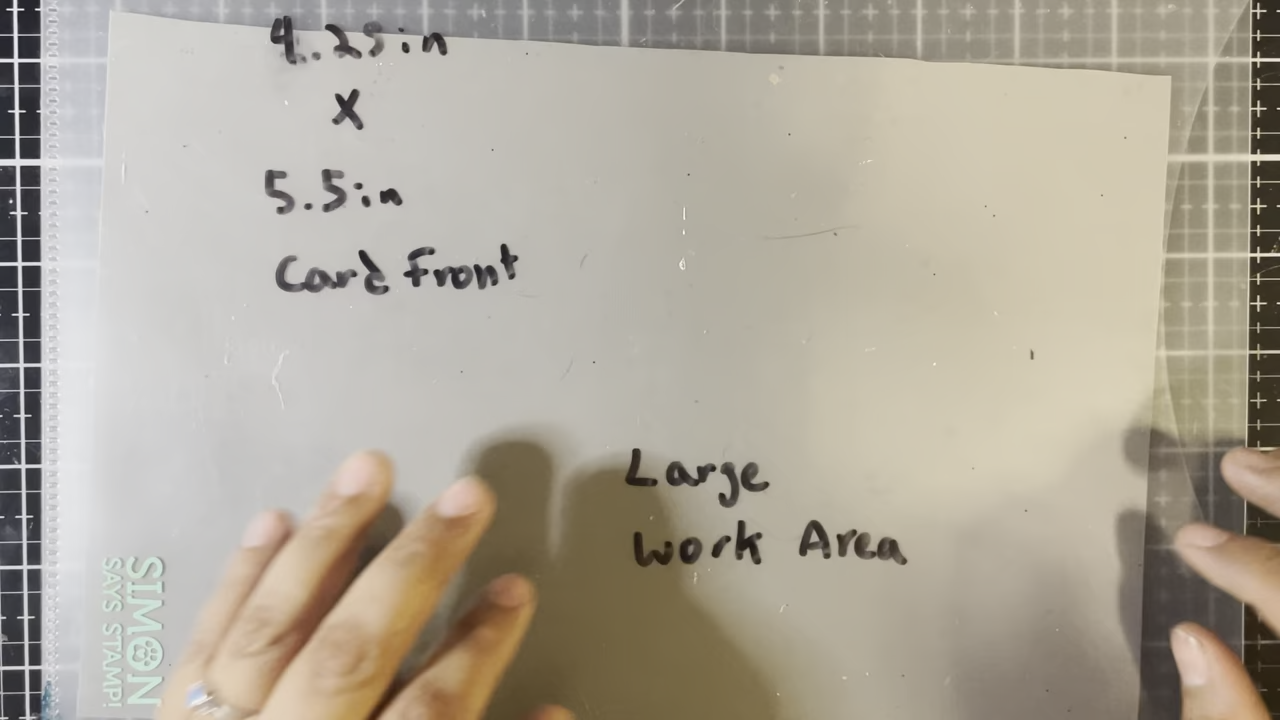 4.25in
X
5.5in
Card Front
Large
Work Area
SIMON
SAYS STAMP!